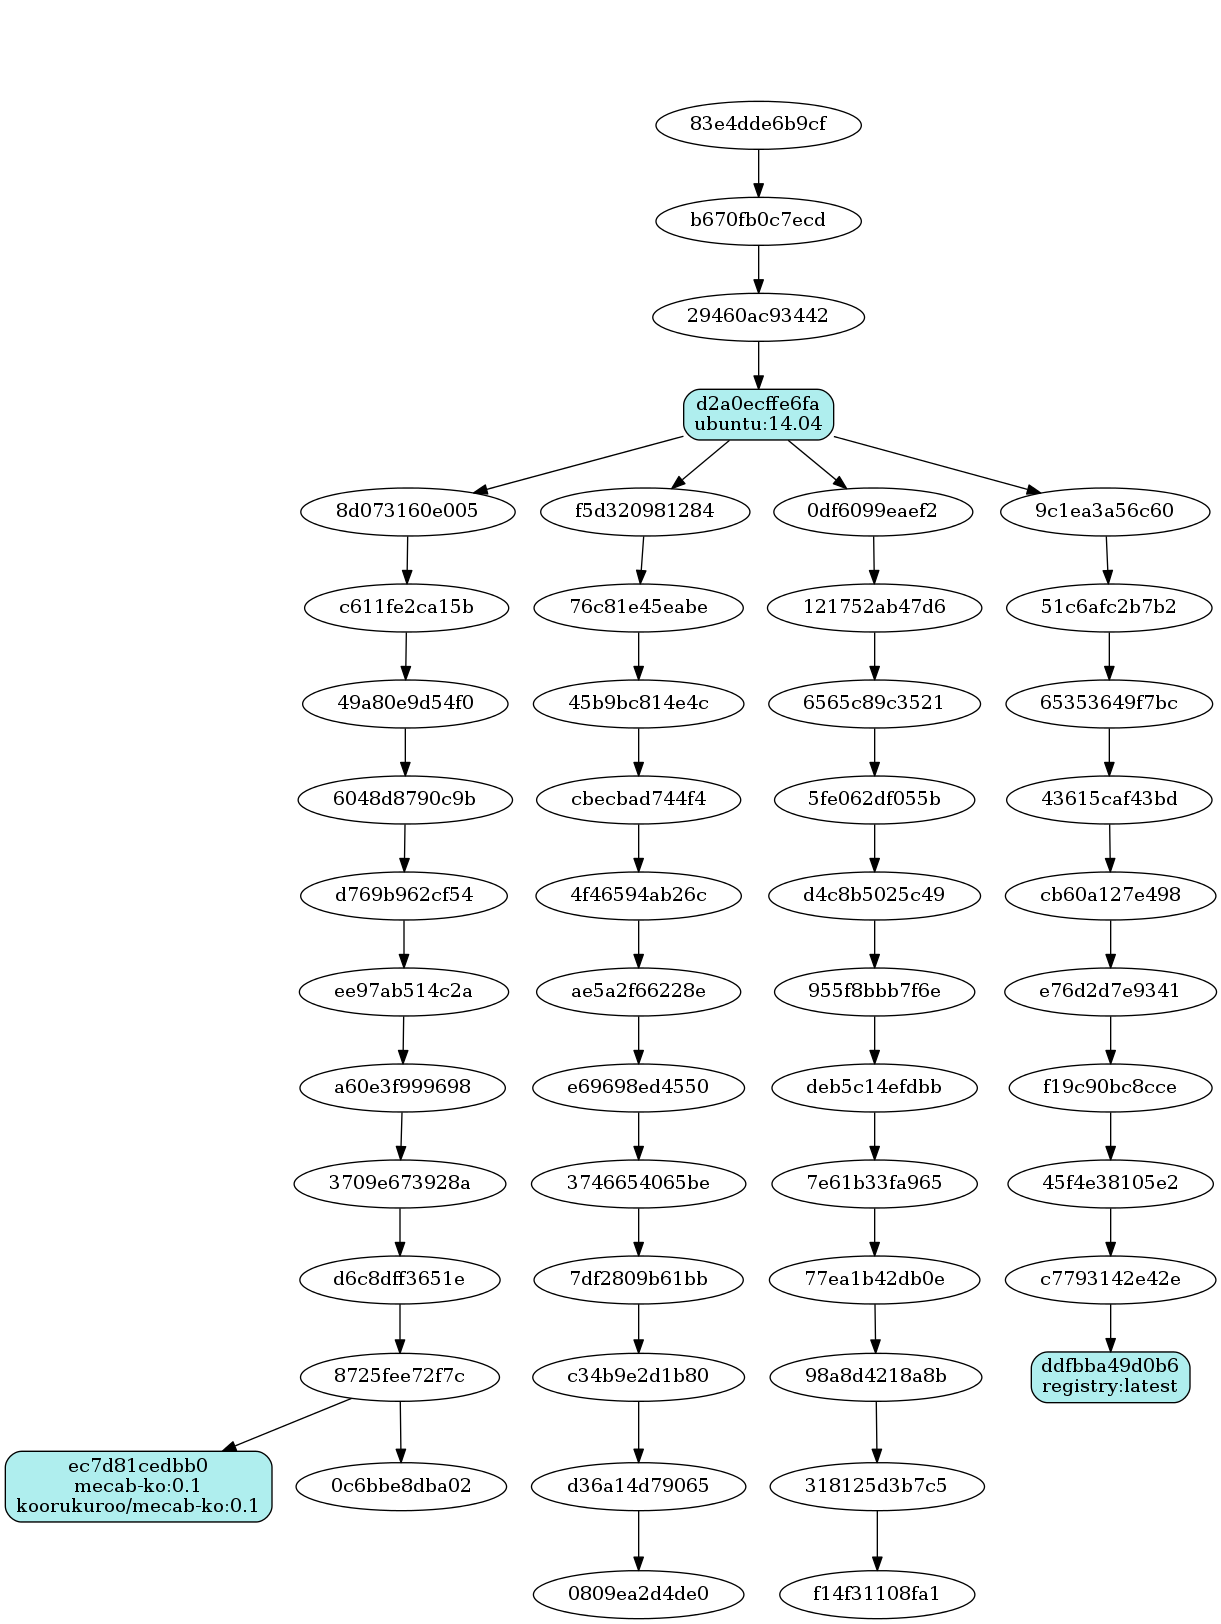 83e4dde6b9cf
b670fb0c7ecd
29460ac93442
d2a0ecffe6fa
ubuntu:14.04
8d073160e005
f5d320981284
0df6099eaef2
9c1ea3a56c60
c611fe2ca15b
76c81e45eabe
121752ab47d6
51c6afc2b7b2
49a80e9d54f0
45b9bc814e4c
6565c89c3521
65353649f7bc
6048d8790c9b
cbecbad744f4
5fe062df055b
43615caf43bd
d769b962cf54
4f46594ab26c
d4c8b5025c49
cb60a127e498
ee97ab514c2a
ae5a2f66228e
955f8bbb7f6e
e76d2d7e9341
a60e3f999698
e69698ed4550
deb5c14efdbb
f19c90bc8cce
3709e673928a
3746654065be
7e61b33fa965
45f4e38105e2
d6c8dff3651e
7df2809b61bb
77ea1b42db0e
c7793142e42e
8725fee72f7c
c34b9e2d1b80
98a8d4218a8b
ddfbba49d0b6
registry:latest
ec7d81cedbb0
mecab-ko:0.1
koorukuroo/mecab-ko:0.1
0c6bbe8dba02
d36a14d79065
318125d3b7c5
0809ea2d4de0
f14f31108fa1